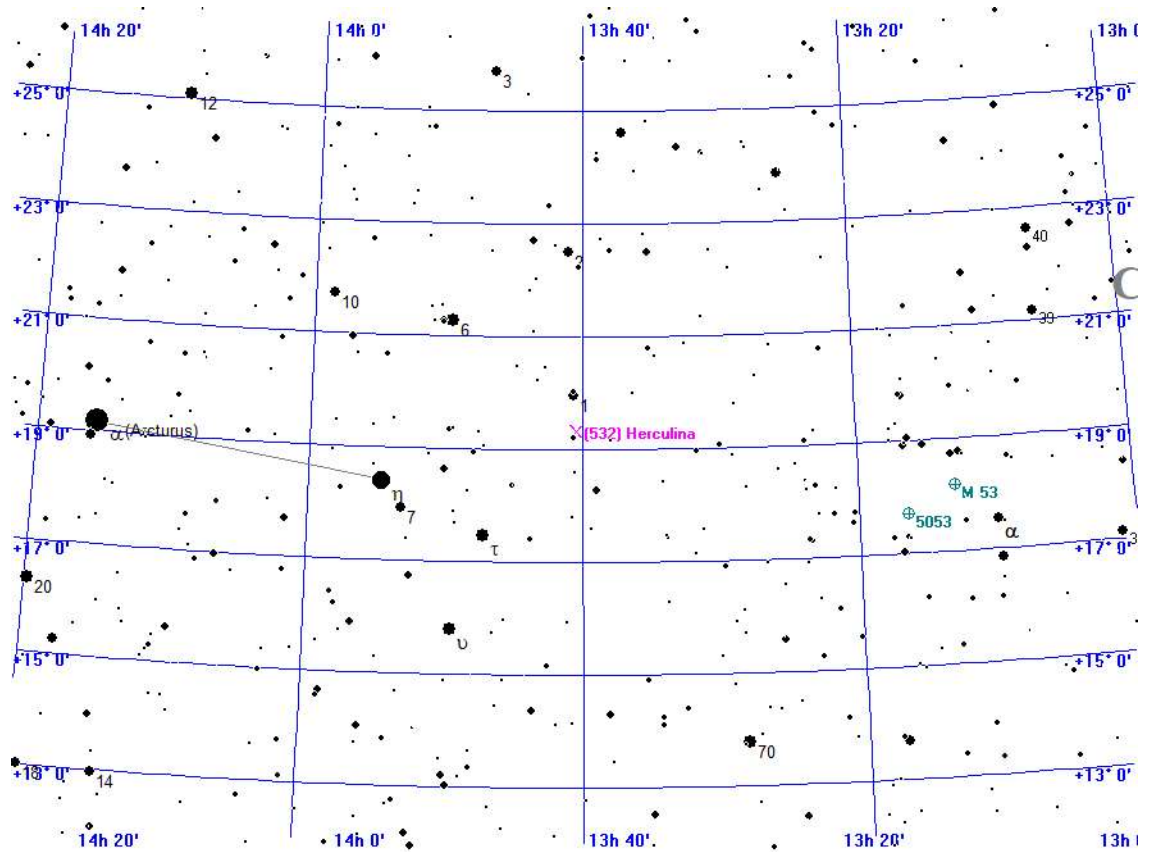 14h 20'
14h 0'
13h 40'
13h 20'
3
12
+25° 0'
+25° 0'
+23° 0'
+23° 0'
40
2
10
C
39
6
+21° 0'
+21° 0'
1
α (Arcturus)
(532) Herculina
+19° 0'
+19° 0'
M 53
η
7
5053
α
3
τ
+17° 0'
+17° 0'
20
υ
+15° 0'
+15° 0'
70
+13° 0'
+13° 0'
14
14h 20'
14h 0'
13h 40'
13h 20'